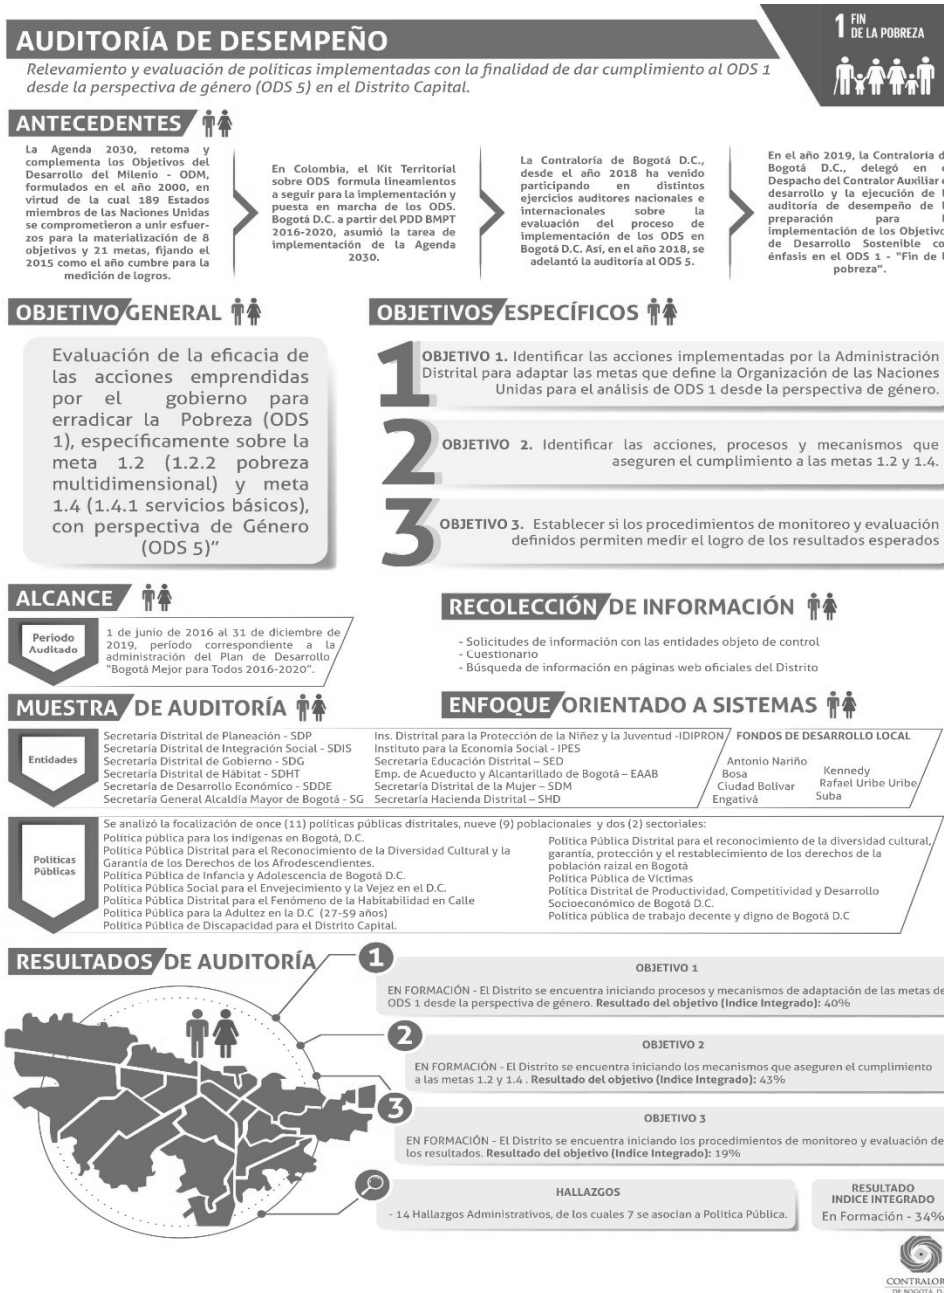 AUDITORÍA DE DESEMPEÑO
Relevamiento y evaluación de políticas implementadas con la finalidad de dar cumplimiento al ODS 1
desde la perspectiva de género (ODS 5) en el Distrito Capital.
1 FIN
DE LA POBREZA
ANTECEDENTES
La Agenda 2030, retoma y
complementa los Objetivos del
Desarrollo del Milenio - ODM,
formulados en el año 2000, en
virtud de la cual 189 Estados
miembros de las Naciones Unidas
se comprometieron a unir esfuer-
zos para la materialización de 8
objetivos y 21 metas, fijando el
2015 como el año cumbre para la
medición de logros.
En Colombia, el Kit Territorial
sobre ODS formula lineamientos
a seguir para la implementación y
puesta en marcha de los ODS.
Bogotá D.C. a partir del PDD BMPT
2016-2020, asumió la tarea de
implementación de la Agenda
2030.
La Contraloría de Bogotá D.C.,
desde el año 2018 ha venido
participando en distintos
ejercicios auditores nacionales e
internacionales sobre la
evaluación del proceso de
implementación de los ODS en
Bogotá D.C. Así, en el año 2018, se
adelantó la auditoría al ODS 5.
En el año 2019, la Contraloría d
Bogotá D.C., delegó en e
Despacho del Contralor Auxiliar e
desarrollo y la ejecución de l
auditoría de desempeño de l
preparación para l
implementación de los Objetivo
de Desarrollo Sostenible co
énfasis en el ODS 1 - "Fin de l
pobreza".
OBJETIVO GENERAL
Evaluación de la eficacia de
las acciones emprendidas
por el gobierno para
erradicar la Pobreza (ODS
1), específicamente sobre la
meta 1.2 (1.2.2 pobreza
multidimensional) y meta
1.4 (1.4.1 servicios básicos),
con perspectiva de Género
(ODS 5)"
OBJETIVOS ESPECÍFICOS
1
OBJETIVO 1. Identificar las acciones implementadas por la Administración
Distrital para adaptar las metas que define la Organización de las Naciones
Unidas para el análisis de ODS 1 desde la perspectiva de género.
2
OBJETIVO 2. Identificar las acciones, procesos y mecanismos que
aseguren el cumplimiento a las metas 1.2 y 1.4.
3
OBJETIVO 3. Establecer si los procedimientos de monitoreo y evaluación
definidos permiten medir el logro de los resultados esperados
ALCANCE
Periodo
Auditado
1 de junio de 2016 al 31 de diciembre de
2019, período correspondiente a la
administración del Plan de Desarrollo
"Bogotá Mejor para Todos 2016-2020".
RECOLECCIÓN DE INFORMACIÓN
- Solicitudes de información con las entidades objeto de control
- Cuestionario
- Búsqueda de información en páginas web oficiales del Distrito
MUESTRA DE AUDITORÍA
ENFOQUE ORIENTADO A SISTEMAS
Entidades
Secretaria Distrital de Planeación - SDP
Secretaria Distrital de Integración Social - SDIS
Secretaria Distrital de Gobierno - SDG
Secretaria Distrital de Hábitat - SDHT
Secretaria de Desarrollo Económico - SDDE
Secretaría General Alcaldía Mayor de Bogotá - SG
Ins. Distrital para la Protección de la Niñez y la Juventud -IDIPRON
Instituto para la Economía Social - IPES
Secretaría Educación Distrital – SED
Emp. de Acueducto y Alcantarillado de Bogotá – EAAB
Secretaría Distrital de la Mujer – SDM
Secretaría Hacienda Distrital – SHD
FONDOS DE DESARROLLO LOCAL
Antonio Nariño
Bosa
Ciudad Bolívar
Engativá
Kennedy
Rafael Uribe Uribe
Suba
Políticas
Públicas
Se analizó la focalización de once (11) políticas públicas distritales, nueve (9) poblacionales y dos (2) sectoriales:
Política pública para los indígenas en Bogotá, D.C.
Política Pública Distrital para el Reconocimiento de la Diversidad Cultural y la
Garantía de los Derechos de los Afrodescendientes.
Política Pública de Infancia y Adolescencia de Bogotá D.C.
Política Pública Social para el Envejecimiento y la Vejez en el D.C.
Política Pública Distrital para el Fenómeno de la Habitabilidad en Calle
Política Pública para la Adultez en la D.C (27-59 años)
Política Pública de Discapacidad para el Distrito Capital.
Política Pública Distrital para el reconocimiento de la diversidad cultural,
garantía, protección y el restablecimiento de los derechos de la
población raizal en Bogotá
Política Pública de Víctimas
Política Distrital de Productividad, Competitividad y Desarrollo
Socioeconómico de Bogotá D.C.
Política pública de trabajo decente y digno de Bogotá D.C
RESULTADOS DE AUDITORÍA
1
OBJETIVO 1
EN FORMACIÓN - El Distrito se encuentra iniciando procesos y mecanismos de adaptación de las metas de
ODS 1 desde la perspectiva de género. Resultado del objetivo (Indice Integrado): 40%
2
OBJETIVO 2
EN FORMACIÓN - El Distrito se encuentra iniciando los mecanismos que aseguren el cumplimiento
a las metas 1.2 y 1.4 . Resultado del objetivo (Indice Integrado): 43%
3
OBJETIVO 3
EN FORMACIÓN - El Distrito se encuentra iniciando los procedimientos de monitoreo y evaluación de
los resultados. Resultado del objetivo (Indice Integrado): 19%
HALLAZGOS
- 14 Hallazgos Administrativos, de los cuales 7 se asocian a Política Pública.
RESULTADO
INDICE INTEGRADO
En Formación - 34%
CONTRALOR
DE BOGOTÁ, D.